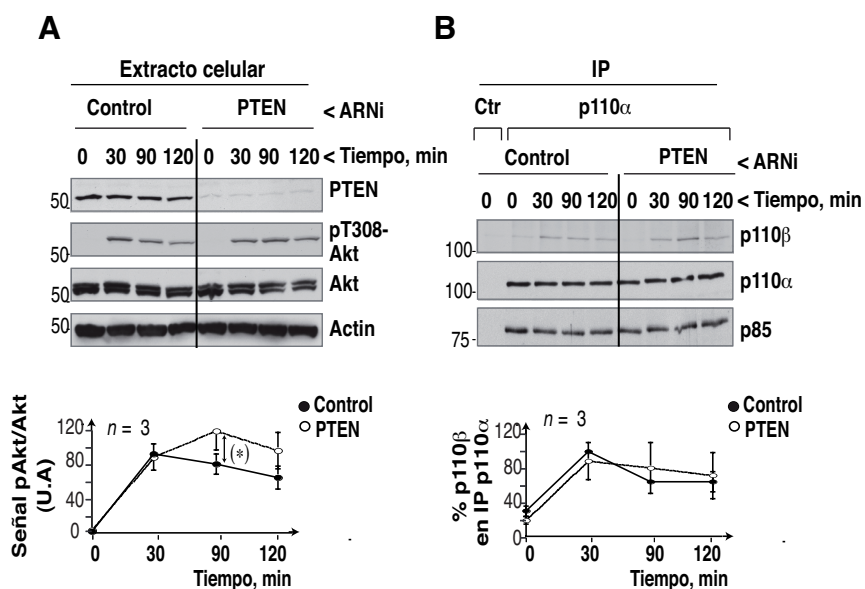 A
Extracto celular
Control PTEN < ARNi
0 30 90 120 0 30 90 120 < Tiempo, min
50 PTEN
50 pT308-Akt
50 Akt
50 Actin
Señal pAkt/Akt (U.A)
120
80
40
0
n = 3
(*)
Control
PTEN
0 30 90 120
Tiempo, min
B
IP
Ctr p110α
Control PTEN < ARNi
0 0 30 90 120 0 30 90 120 < Tiempo, min
100 p110β
100 p110α
75 p85
% p110β en IP p110α
120
80
40
0
n = 3
Control
PTEN
0 30 90 120
Tiempo, min